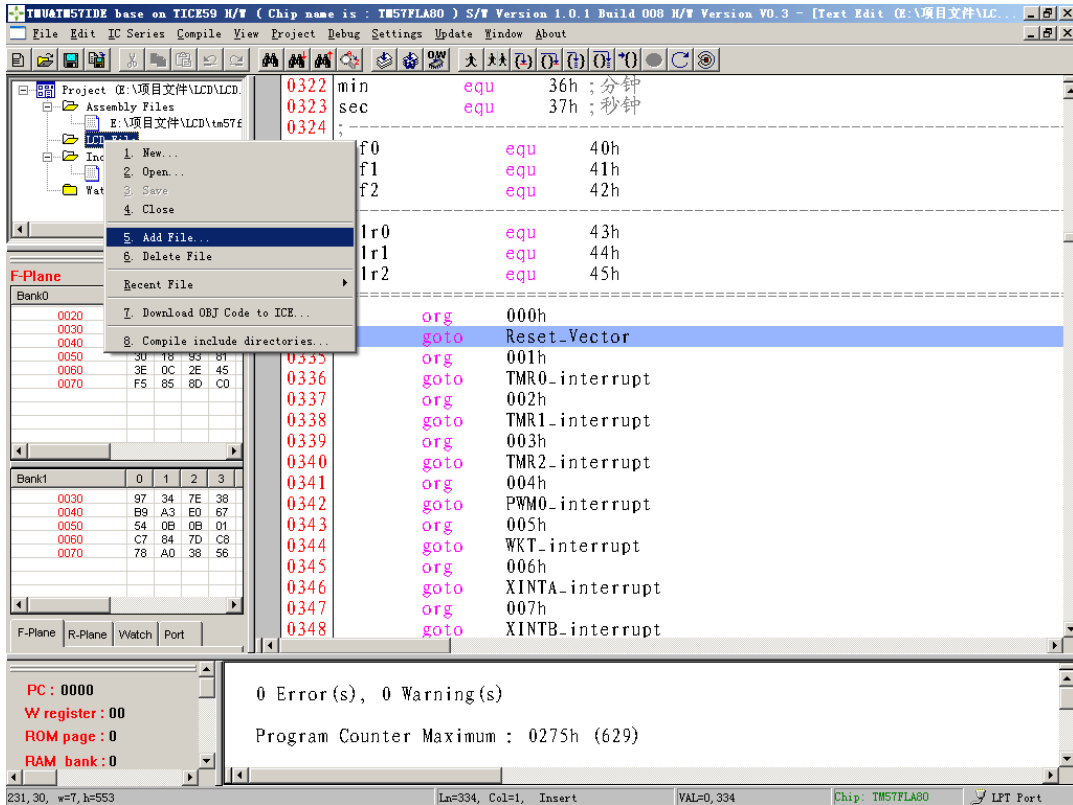 TMU&TM57IDE base on TICE59 H/W ( Chip name is : TM57FLA80 ) S/W Version 1.0.1 Build 008 H/W Version V0.3 - [Text Edit (E:\项目文件\LC...
File Edit IC Series Compile View Project Debug Settings Update Window About
Project (E:\项目文件\LCD\LCD.
Assembly Files
E:\项目文件\LCD\tm57f
LCD File
Inc
Wat
1. New...
2. Open...
3. Save
4. Close
5. Add File...
6. Delete File
Recent File
7. Download OBJ Code to ICE...
8. Compile include directories...
F-Plane
Bank0
0020
0030
0040
0050 30 18 93 81
0060 3E 0C 2E 45
0070 F5 85 8D C0
Bank1 0 1 2 3
0030 97 34 7E 38
0040 B9 A3 E0 67
0050 54 0B 0B 01
0060 C7 84 7D C8
0070 78 A0 38 56
F-Plane R-Plane Watch Port
0322 min equ 36h ;分钟
0323 sec equ 37h ;秒钟
0324 ;
f0 equ 40h
f1 equ 41h
f2 equ 42h
lr0 equ 43h
lr1 equ 44h
lr2 equ 45h
org 000h
goto Reset_Vector
0335 org 001h
0336 goto TMR0_interrupt
0337 org 002h
0338 goto TMR1_interrupt
0339 org 003h
0340 goto TMR2_interrupt
0341 org 004h
0342 goto PWM0_interrupt
0343 org 005h
0344 goto WKT_interrupt
0345 org 006h
0346 goto XINTA_interrupt
0347 org 007h
0348 goto XINTB_interrupt
PC : 0000
W register : 00
ROM page : 0
RAM bank : 0
0 Error(s), 0 Warning(s)
Program Counter Maximum : 0275h (629)
231,30, w=7,h=553 Ln=334, Col=1, Insert VAL=0,334 Chip: TM57FLA80 LPT Port